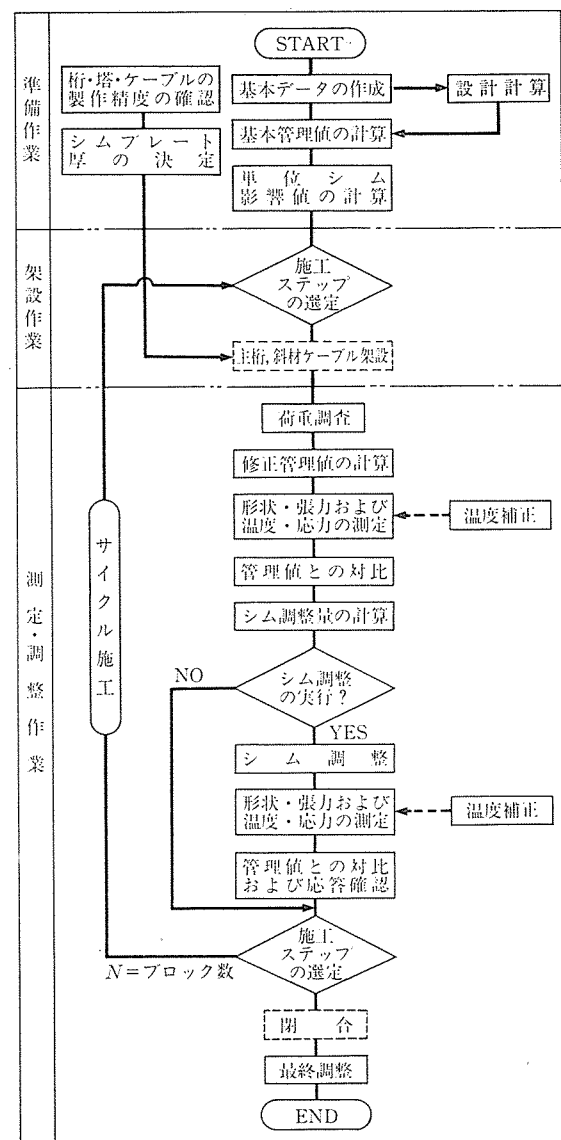 準備作業
START
桁・塔・ケーブルの
製作精度の確認
基本データの作成
設計計算
シムプレート
厚の決定
基本管理値の計算
単位シム
影響値の計算
架設作業
施工
ステップ
の選定
主桁,斜材ケーブル架設
測定・調整作業
荷重調査
修正管理値の計算
形状・張力および
温度・応力の測定
温度補正
管理値との対比
サイクル施工
シム調整量の計算
NO
シム調整
の実行?
YES
シム調整
形状・張力および
温度・応力の測定
温度補正
管理値との対比
および応答確認
施工
ステップ
の選定
N=ブロック数
閉合
最終調整
END